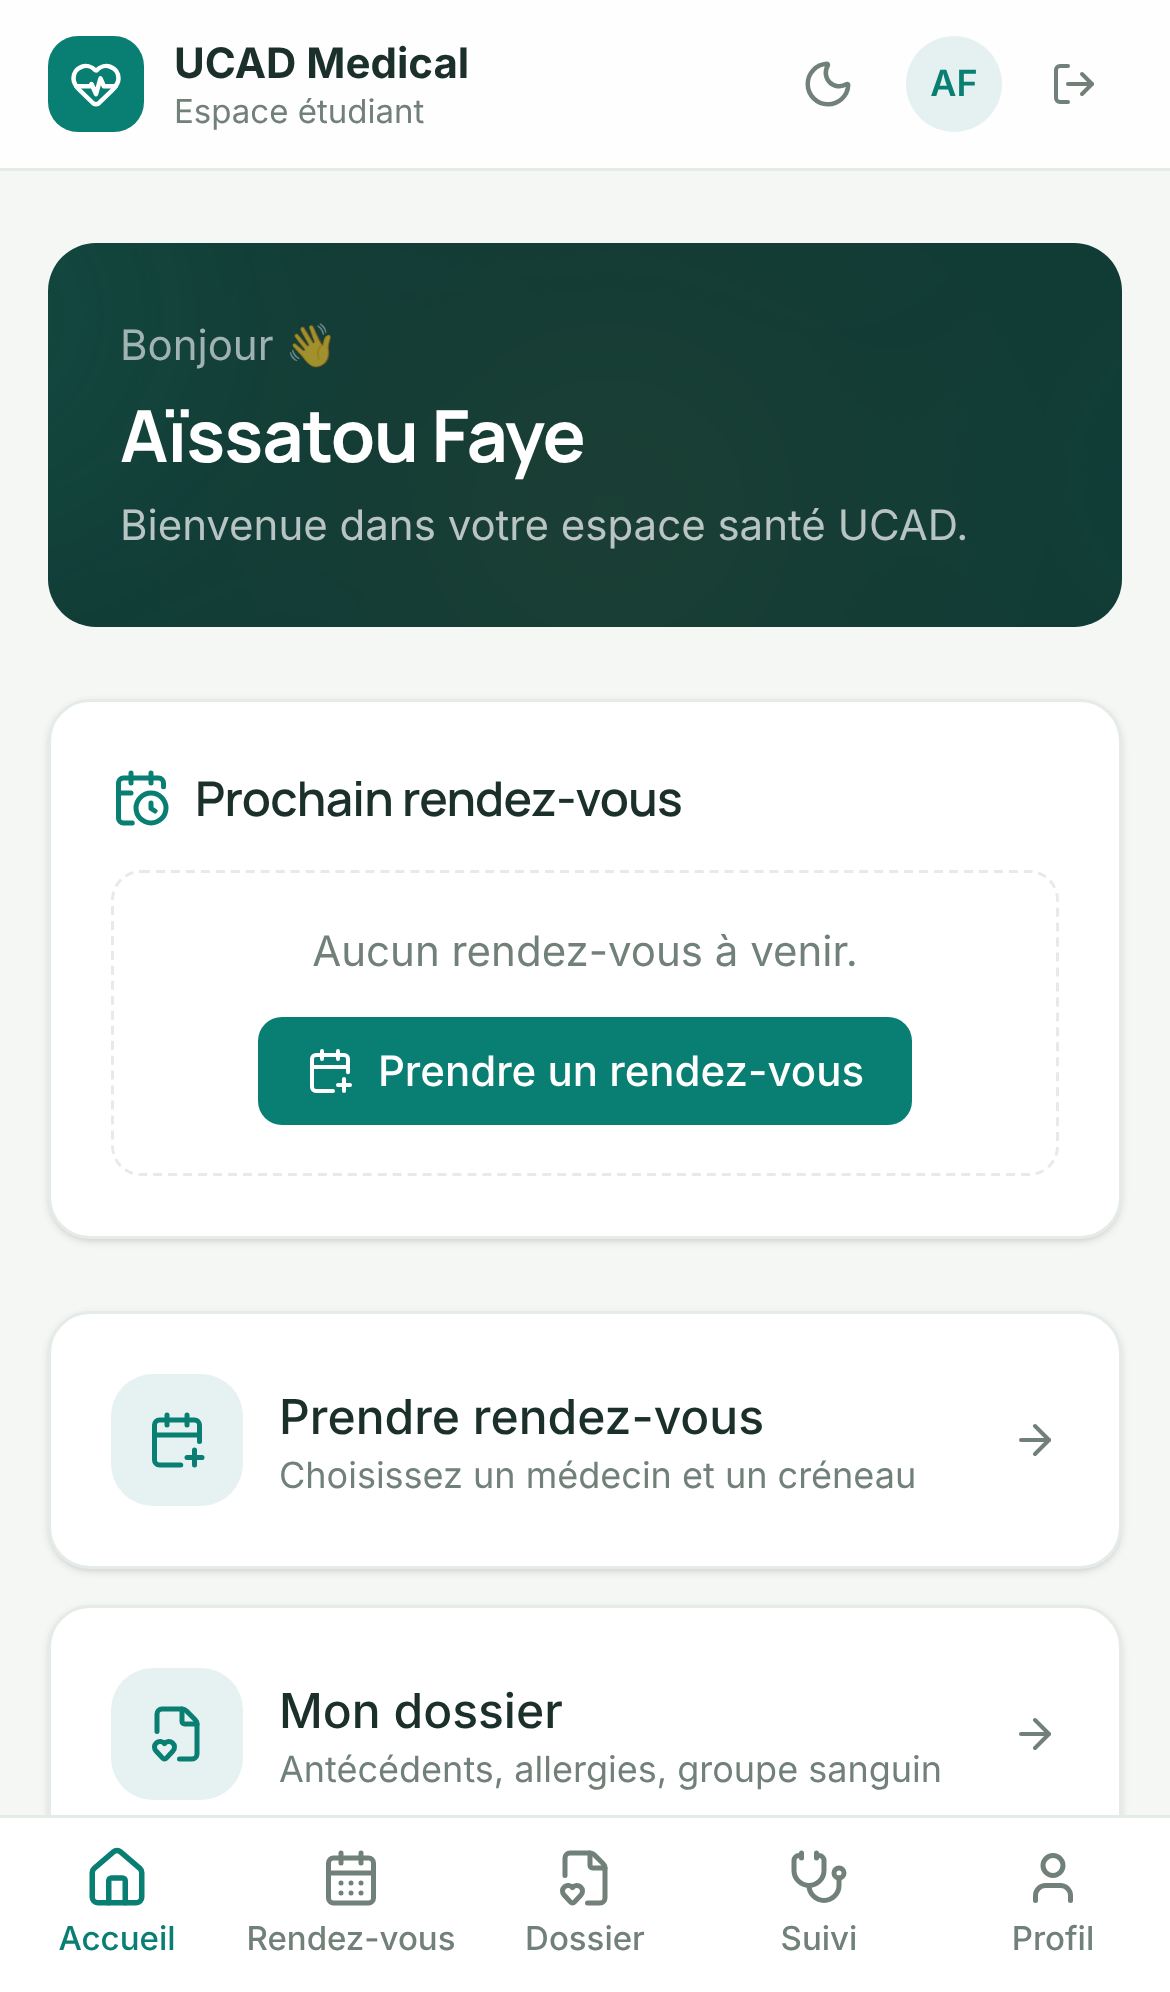 UCAD Medical
Espace étudiant
AF
Bonjour 👋
Aïssatou Faye
Bienvenue dans votre espace santé UCAD.
Prochain rendez-vous
Aucun rendez-vous à venir.
Prendre un rendez-vous
Prendre rendez-vous
Choisissez un médecin et un créneau
Mon dossier
Antécédents, allergies, groupe sanguin
Accueil
Rendez-vous
Dossier
Suivi
Profil